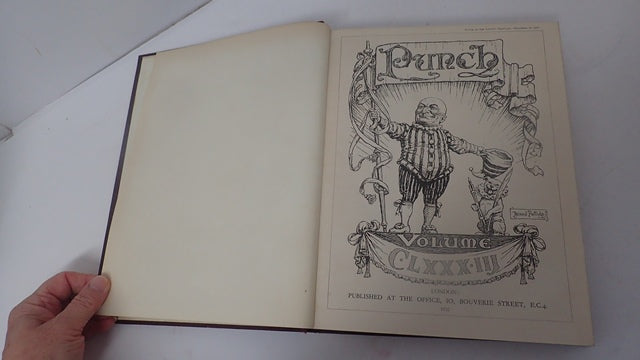 Punch
VOLUME
CLXXX·III
LONDON:
PUBLISHED AT THE OFFICE, 10, BOUVERIE STREET, E.C.4.